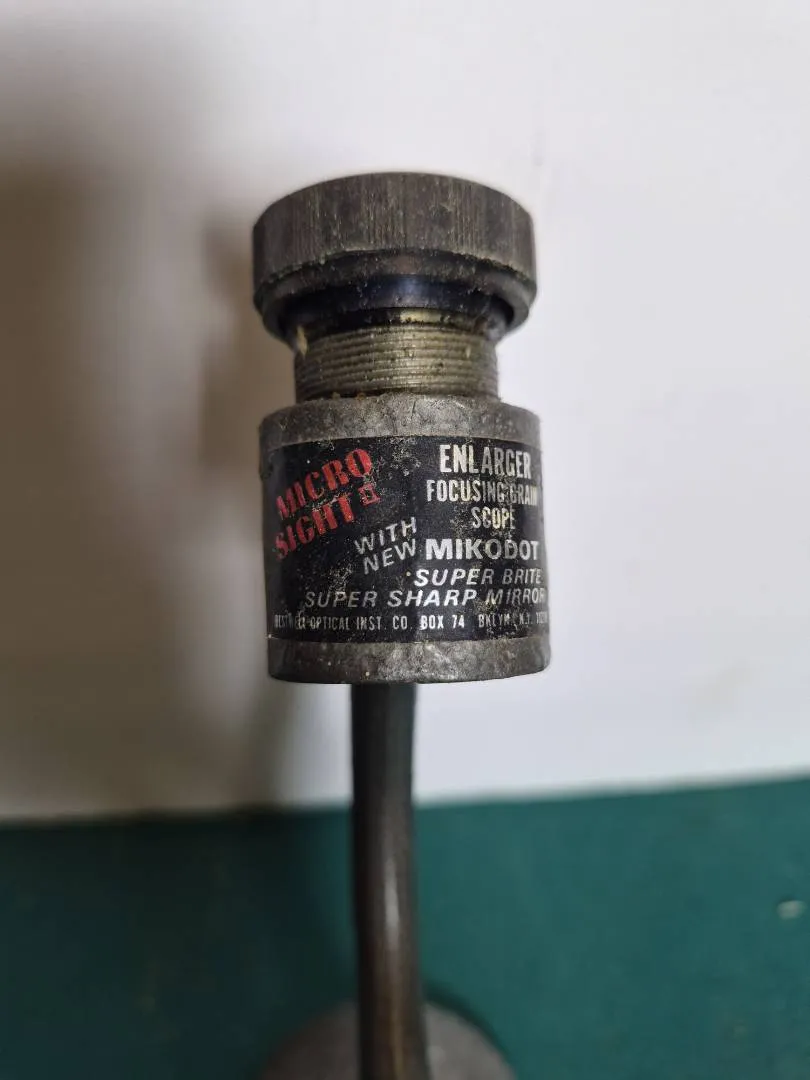 MICRO
SIGHT II
ENLARGER
FOCUSING GRAIN
SCOPE
WITH
NEW MIKODOT
SUPER BRITE
SUPER SHARP MIRROR
OPTICAL INST. CO. BOX 74 BKLYN. N.Y.